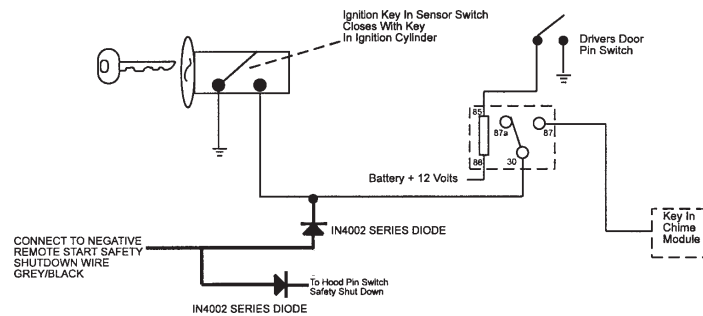 Ignition Key In Sensor Switch
Closes With Key
In Ignition Cylinder
Drivers Door
Pin Switch
85
87a
87
86
30
Battery + 12 Volts
Key In
Chime
Module
IN4002 SERIES DIODE
CONNECT TO NEGATIVE
REMOTE START SAFETY
SHUTDOWN WIRE
GREY/BLACK
To Hood Pin Switch
Safety Shut Down
IN4002 SERIES DIODE